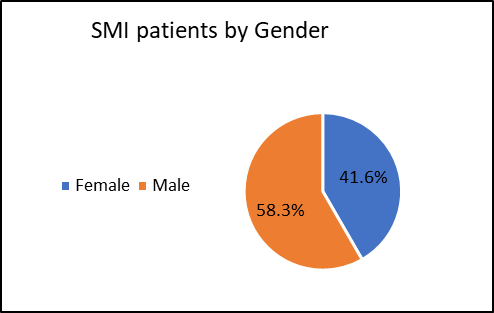 SMI patients by Gender
Female Male
41.6%
58.3%